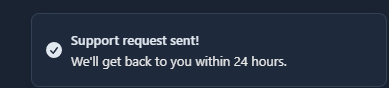 Support request sent!
We'll get back to you within 24 hours.